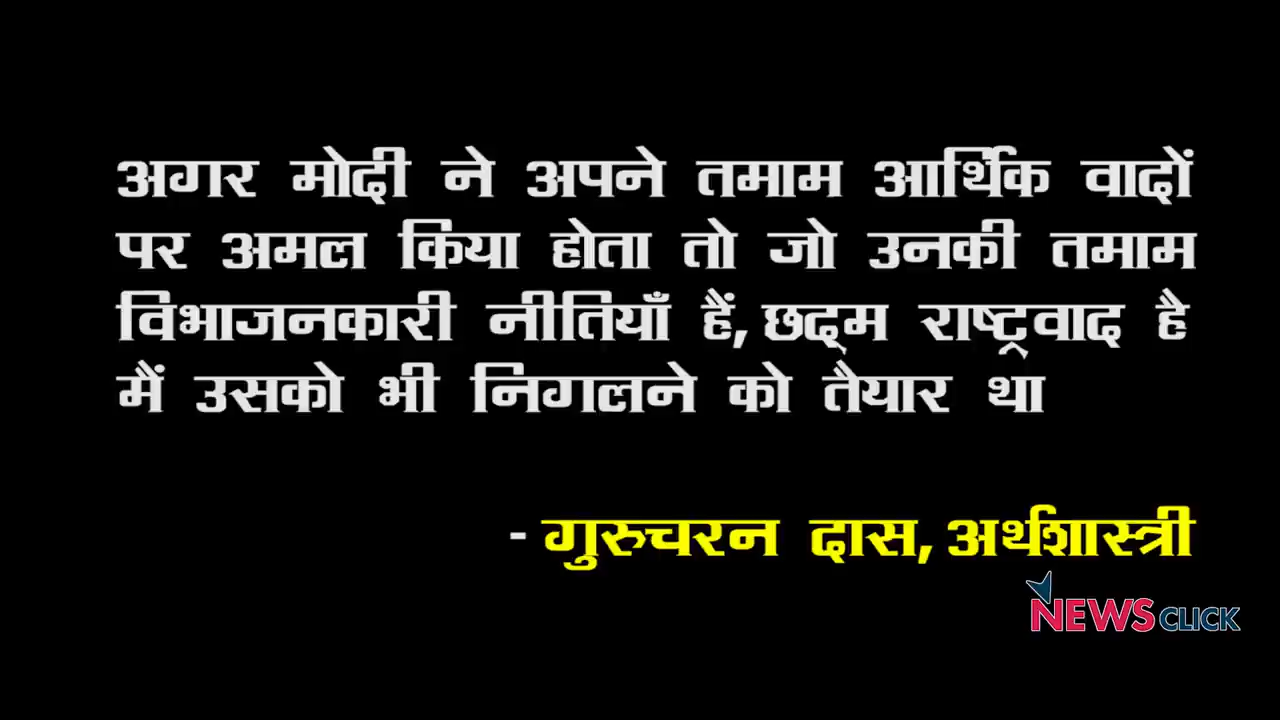 अगर मोदी ने अपने तमाम आर्थिक वादों
पर अमल किया होता तो जो उनकी तमाम
विभाजनकारी नीतियाँ हैं, छद्म राष्ट्रवाद है
मैं उसको भी निगलने को तैयार था
- गुरुचरन दास, अर्थशास्त्री
NEWSCLICK